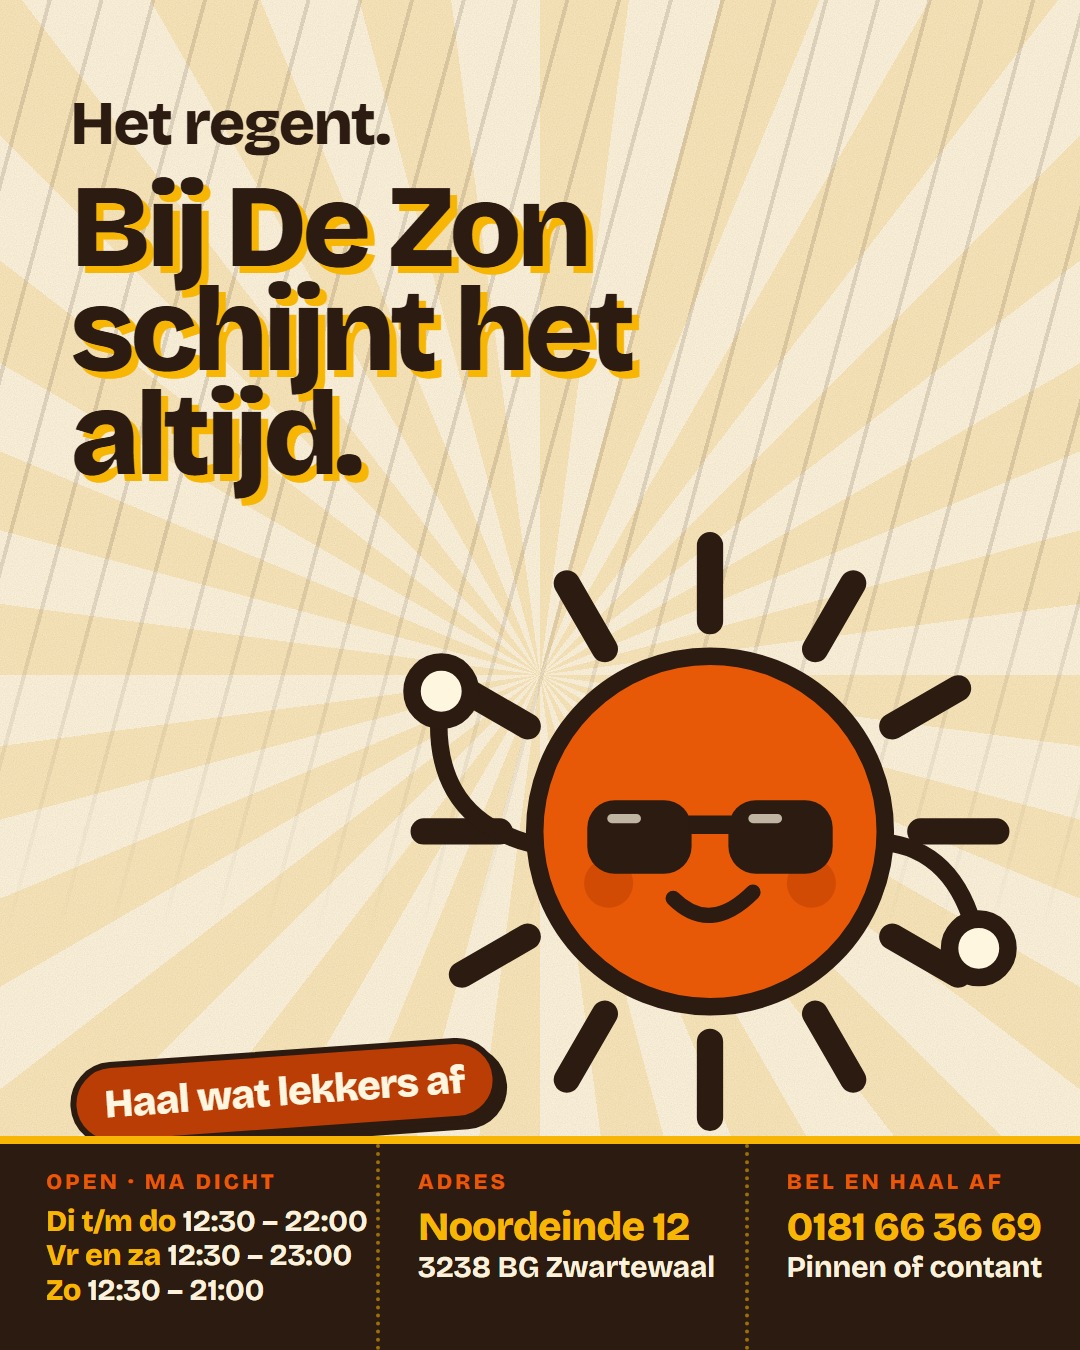 Het regent.
Bij De Zon
schijnt het
altijd.
Haal wat lekkers af
OPEN · MA DICHT
Di t/m do 12:30 – 22:00
Vr en za 12:30 – 23:00
Zo 12:30 – 21:00
ADRES
Noordeinde 12
3238 BG Zwartewaal
BEL EN HAAL AF
0181 66 36 69
Pinnen of contant